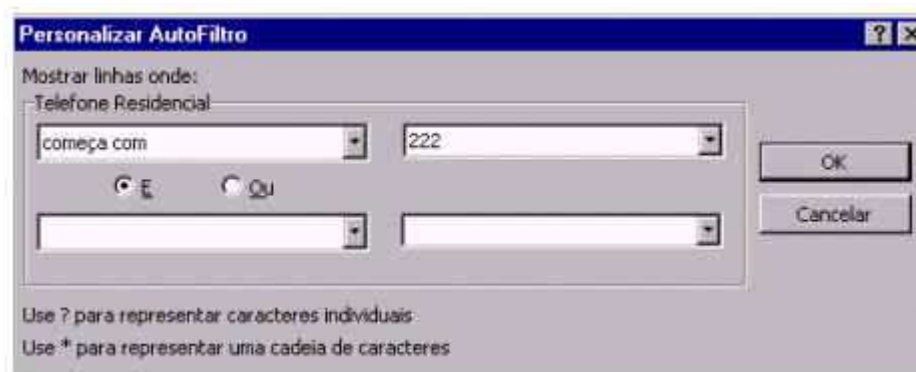 Personalizar AutoFiltro
Mostrar linhas onde:
Telefone Residencial
começa com 222
E Ou
OK
Cancelar
Use ? para representar caracteres individuais
Use * para representar uma cadeia de caracteres